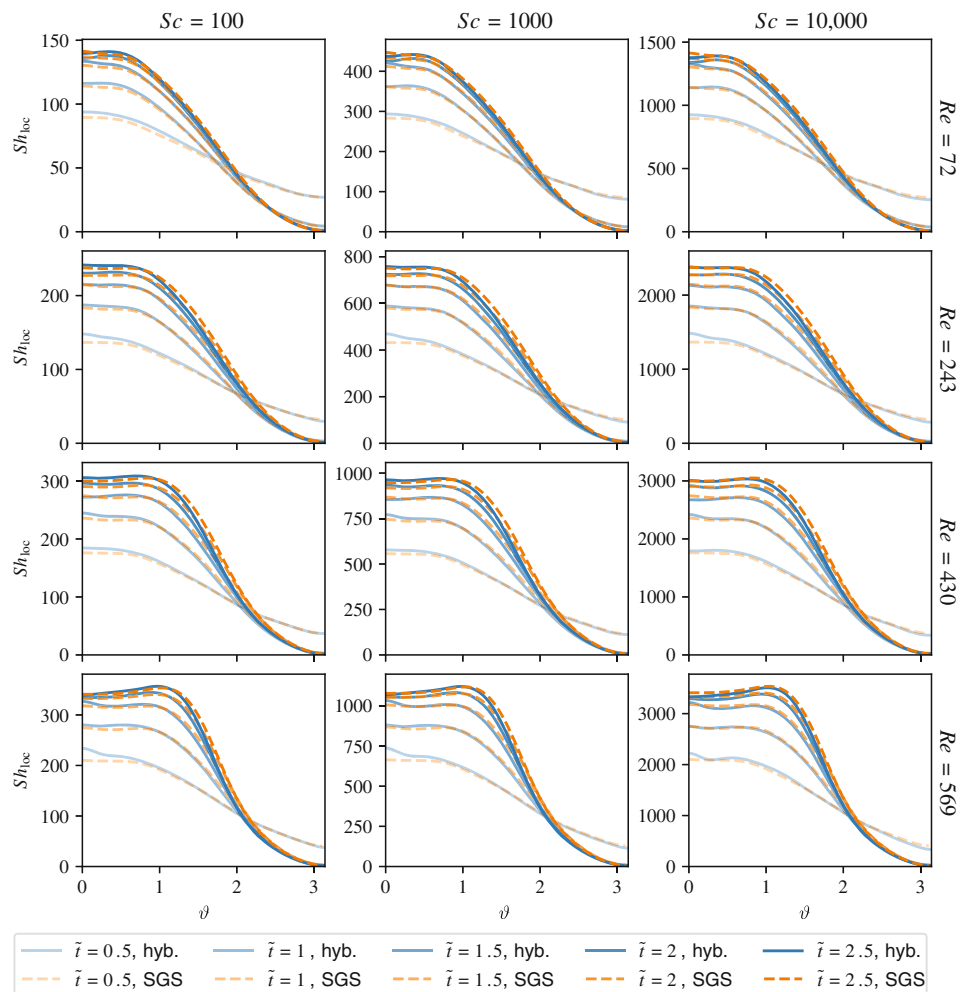 Sc = 100 Sc = 1000 Sc = 10,000
150 100 50 0 Sh_loc
400 300 200 100 0
1500 1000 500 0
Re = 72
200 100 0 Sh_loc
800 600 400 200 0
2000 1000 0
Re = 243
300 200 100 0 Sh_loc
1000 750 500 250 0
3000 2000 1000 0
Re = 430
300 200 100 0 Sh_loc
1000 750 500 250 0
3000 2000 1000 0
Re = 569
0 1 2 3 0 1 2 3 0 1 2 3
ϑ ϑ ϑ
t̃ = 0.5, hyb. t̃ = 1 , hyb. t̃ = 1.5, hyb. t̃ = 2 , hyb. t̃ = 2.5, hyb.
t̃ = 0.5, SGS t̃ = 1 , SGS t̃ = 1.5, SGS t̃ = 2 , SGS t̃ = 2.5, SGS